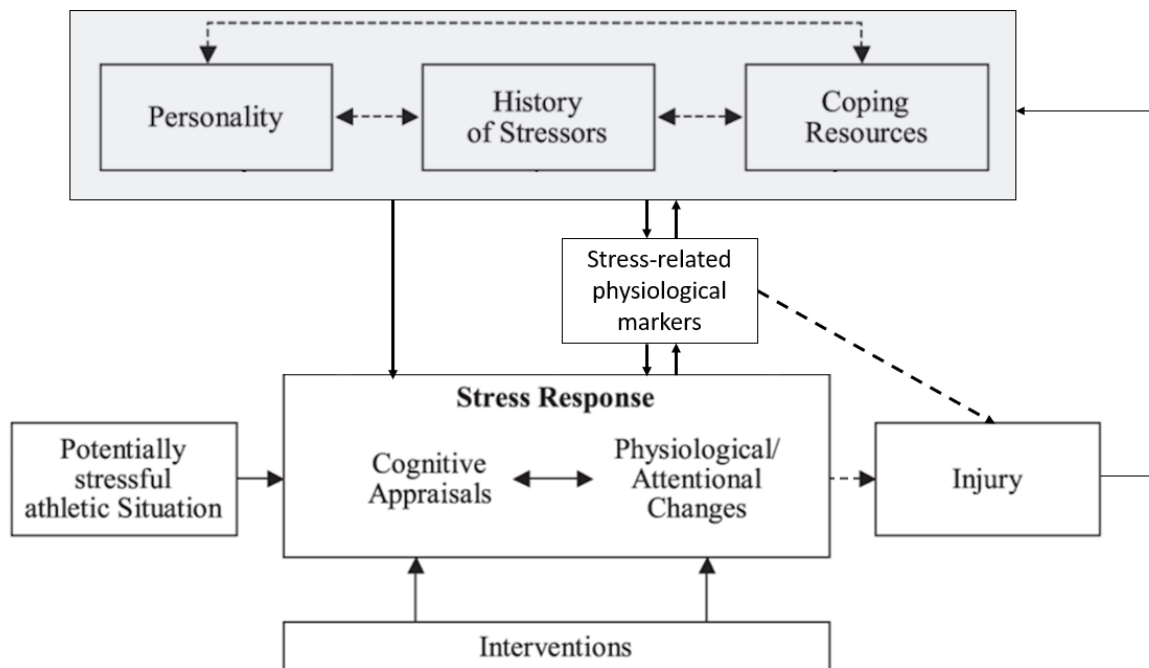 Personality
History
of Stressors
Coping
Resources
Stress-related
physiological
markers
Stress Response
Potentially
stressful
athletic Situation
Cognitive
Appraisals
Physiological/
Attentional
Changes
Injury
Interventions